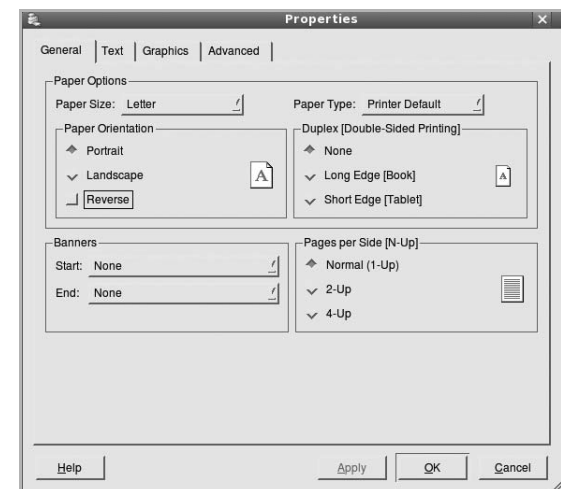 Properties
General Text Graphics Advanced
Paper Options
Paper Size: Letter Paper Type: Printer Default
Paper Orientation
Portrait
Landscape
Reverse
A
Duplex [Double-Sided Printing]
None
Long Edge [Book]
Short Edge [Tablet]
A
Banners
Start: None
End: None
Pages per Side [N-Up]
Normal (1-Up)
2-Up
4-Up
Help Apply OK Cancel